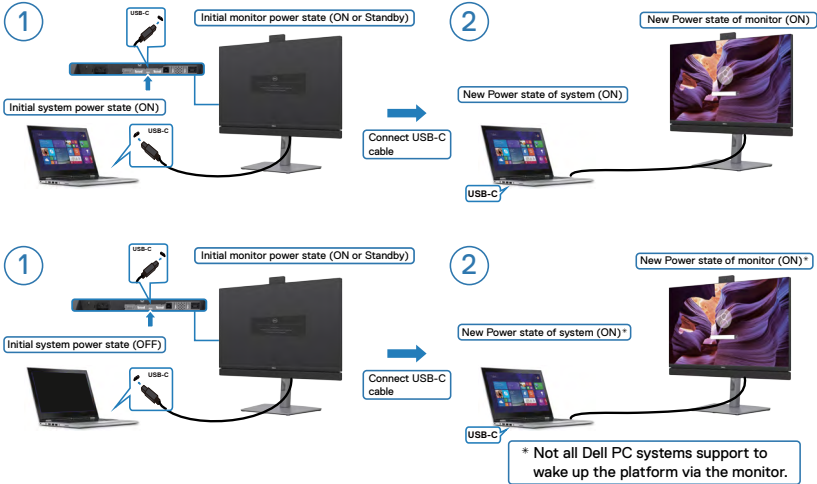 1
USB-C
Initial monitor power state (ON or Standby)
2
New Power state of monitor (ON)
Initial system power state (ON)
USB-C
Connect USB-C
cable
New Power state of system (ON)
USB-C
1
USB-C
Initial monitor power state (ON or Standby)
2
New Power state of monitor (ON)*
Initial system power state (OFF)
USB-C
Connect USB-C
cable
New Power state of system (ON)*
USB-C
* Not all Dell PC systems support to
wake up the platform via the monitor.